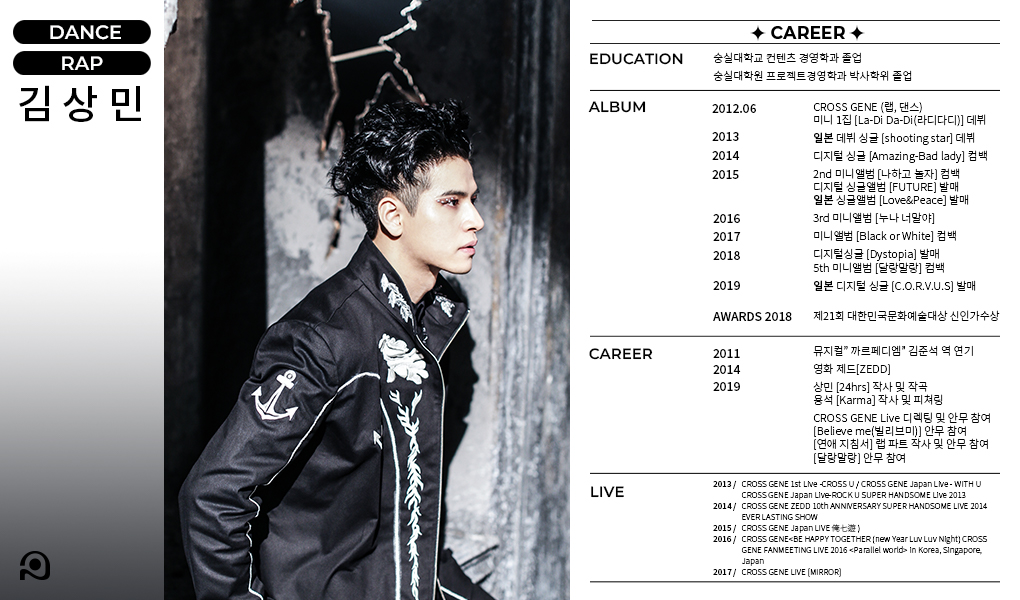 DANCE
RAP
김상민
✦ CAREER ✦
EDUCATION
숭실대학교 컨텐츠 경영학과 졸업
숭실대학원 프로젝트경영학과 박사학위 졸업
ALBUM
2012.06 CROSS GENE (랩, 댄스)
미니 1집 [La-Di Da-Di(라디다디)] 데뷔
2013 일본 데뷔 싱글 [shooting star] 데뷔
2014 디지털 싱글 [Amazing-Bad lady] 컴백
2015 2nd 미니앨범 [나하고 놀자] 컴백
디지털 싱글앨범 [FUTURE] 발매
일본 싱글앨범 [Love&Peace] 발매
2016 3rd 미니앨범 [누나 너말야]
2017 미니앨범 [Black or White] 컴백
2018 디지털싱글 [Dystopia] 발매
5th 미니앨범 [달랑말랑] 컴백
2019 일본 디지털 싱글 [C.O.R.V.U.S] 발매
AWARDS 2018 제21회 대한민국문화예술대상 신인가수상
CAREER
2011 뮤지컬” 까르페디엠” 김준석 역 연기
2014 영화 제드[ZEDD]
2019 상민 [24hrs] 작사 및 작곡
용석 [Karma] 작사 및 피쳐링
CROSS GENE Live 디렉팅 및 안무 참여
[Believe me(빌리브미)] 안무 참여
[연애 지침서] 랩 파트 작사 및 안무 참여
[달랑말랑] 안무 참여
LIVE
2013 / CROSS GENE 1st Live -CROSS U / CROSS GENE Japan Live - WITH U
CROSS GENE Japan Live-ROCK U SUPER HANDSOME Live 2013
2014 / CROSS GENE ZEDD 10th ANNIVERSARY SUPER HANDSOME LIVE 2014
EVER LASTING SHOW
2015 / CROSS GENE Japan LIVE 俺七遊 )
2016 / CROSS GENE<BE HAPPY TOGETHER (new Year Luv Luv Night) CROSS
GENE FANMEETING LIVE 2016 <Parallel world> in Korea, Singapore,
Japan
2017 / CROSS GENE LIVE [MIRROR]